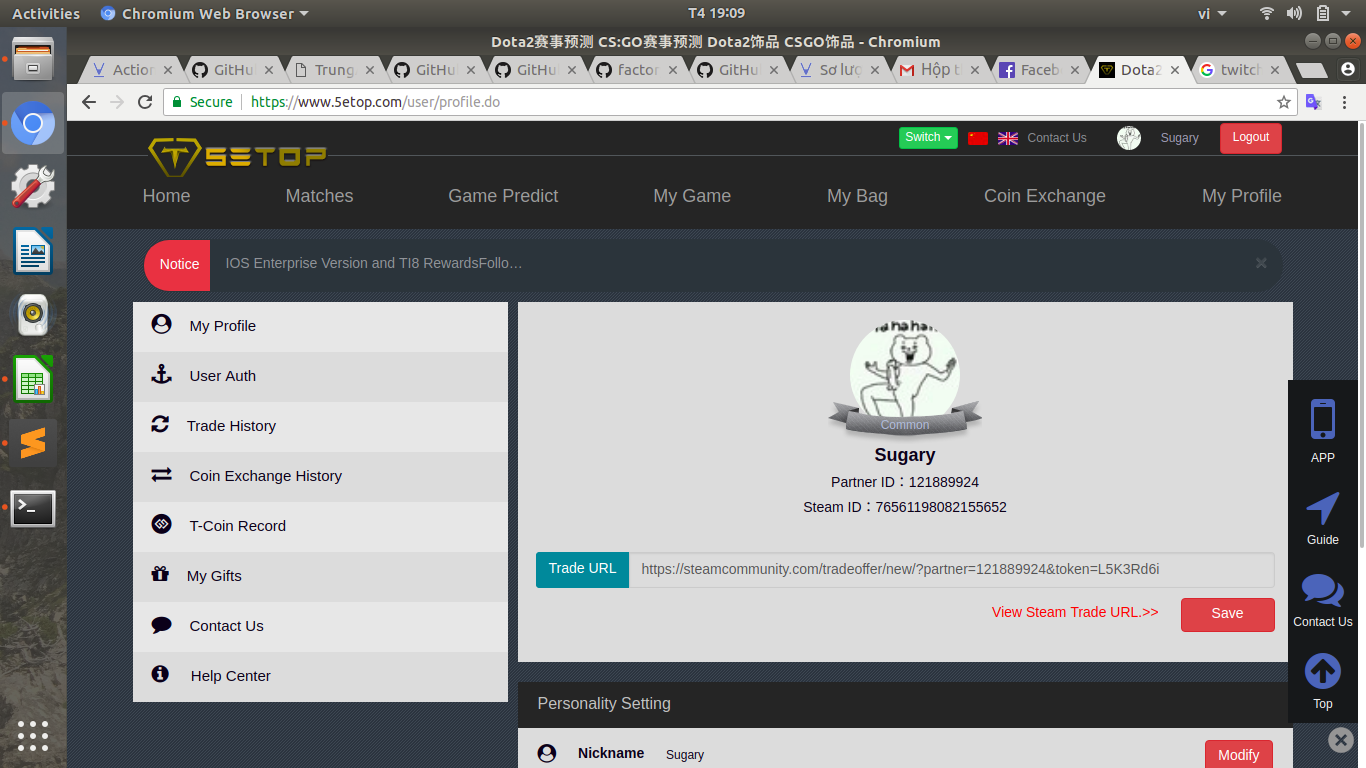 Activities
Chromium Web Browser
T4 19:09
vi
Dota2赛事预测 CS:GO赛事预测 Dota2饰品 CSGO饰品 - Chromium
Action
GitHu
Trung
GitHu
GitHu
factor
GitHu
Sơ lượ
Hộp t
Faceb
Dota2
twitch
Secure
https://www.5etop.com/user/profile.do
5ETOP
Switch
Contact Us
Sugary
Logout
Home
Matches
Game Predict
My Game
My Bag
Coin Exchange
My Profile
Notice
IOS Enterprise Version and TI8 RewardsFollo…
My Profile
User Auth
Trade History
Coin Exchange History
T-Coin Record
My Gifts
Contact Us
Help Center
Common
Sugary
Partner ID：121889924
Steam ID：76561198082155652
Trade URL
https://steamcommunity.com/tradeoffer/new/?partner=121889924&token=L5K3Rd6i
View Steam Trade URL.>>
Save
Personality Setting
Nickname
Sugary
Modify
APP
Guide
Contact Us
Top